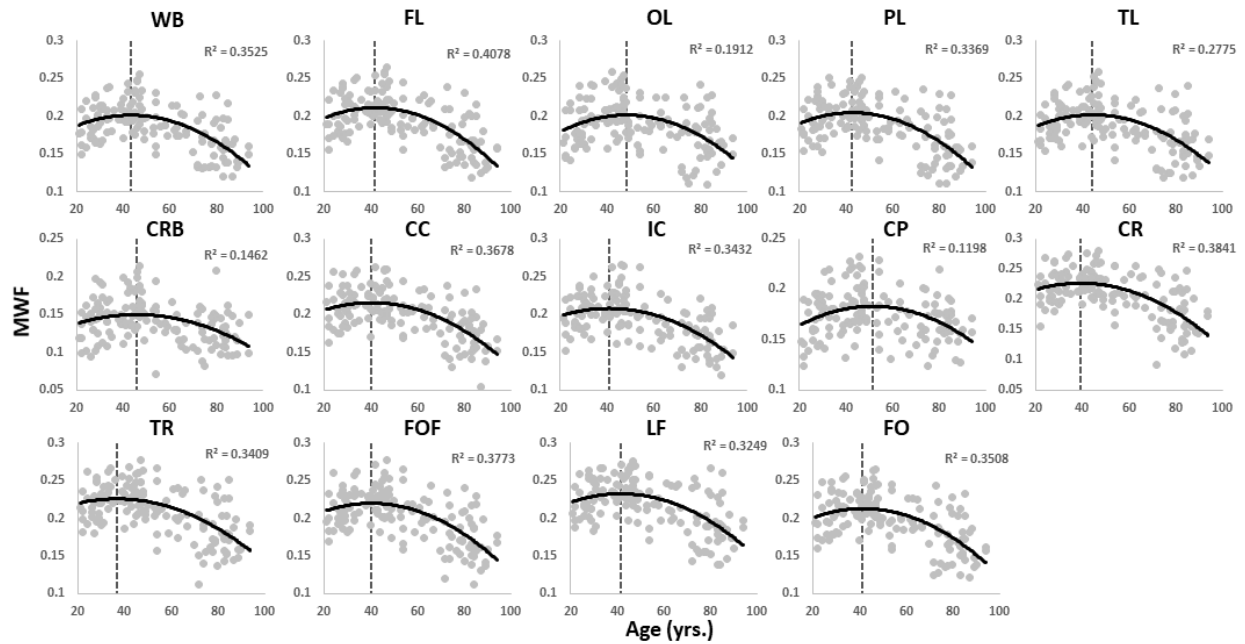 WB FL OL PL TL
R² = 0.3525 R² = 0.4078 R² = 0.1912 R² = 0.3369 R² = 0.2775
0.3 0.3 0.3 0.3 0.3
0.25 0.25 0.25 0.25 0.25
0.2 0.2 0.2 0.2 0.2
0.15 0.15 0.15 0.15 0.15
0.1 0.1 0.1 0.1 0.1
20 40 60 80 100 20 40 60 80 100 20 40 60 80 100 20 40 60 80 100 20 40 60 80 100
CRB CC IC CP CR
R² = 0.1462 R² = 0.3678 R² = 0.3432 R² = 0.1198 R² = 0.3841
0.25 0.3 0.3 0.25 0.3
0.2 0.25 0.25 0.2 0.25
0.15 0.2 0.2 0.15 0.2
0.1 0.15 0.15 0.1 0.15
0.05 0.1 0.1 0.1
0.05
MWF
20 40 60 80 100 20 40 60 80 100 20 40 60 80 100 20 40 60 80 100 20 40 60 80 100
TR FOF LF FO
R² = 0.3409 R² = 0.3773 R² = 0.3249 R² = 0.3508
0.3 0.3 0.3 0.3
0.25 0.25 0.25 0.25
0.2 0.2 0.2 0.2
0.15 0.15 0.15 0.15
0.1 0.1 0.1 0.1
20 40 60 80 100 20 40 60 80 100 20 40 60 80 100 20 40 60 80 100
Age (yrs.)